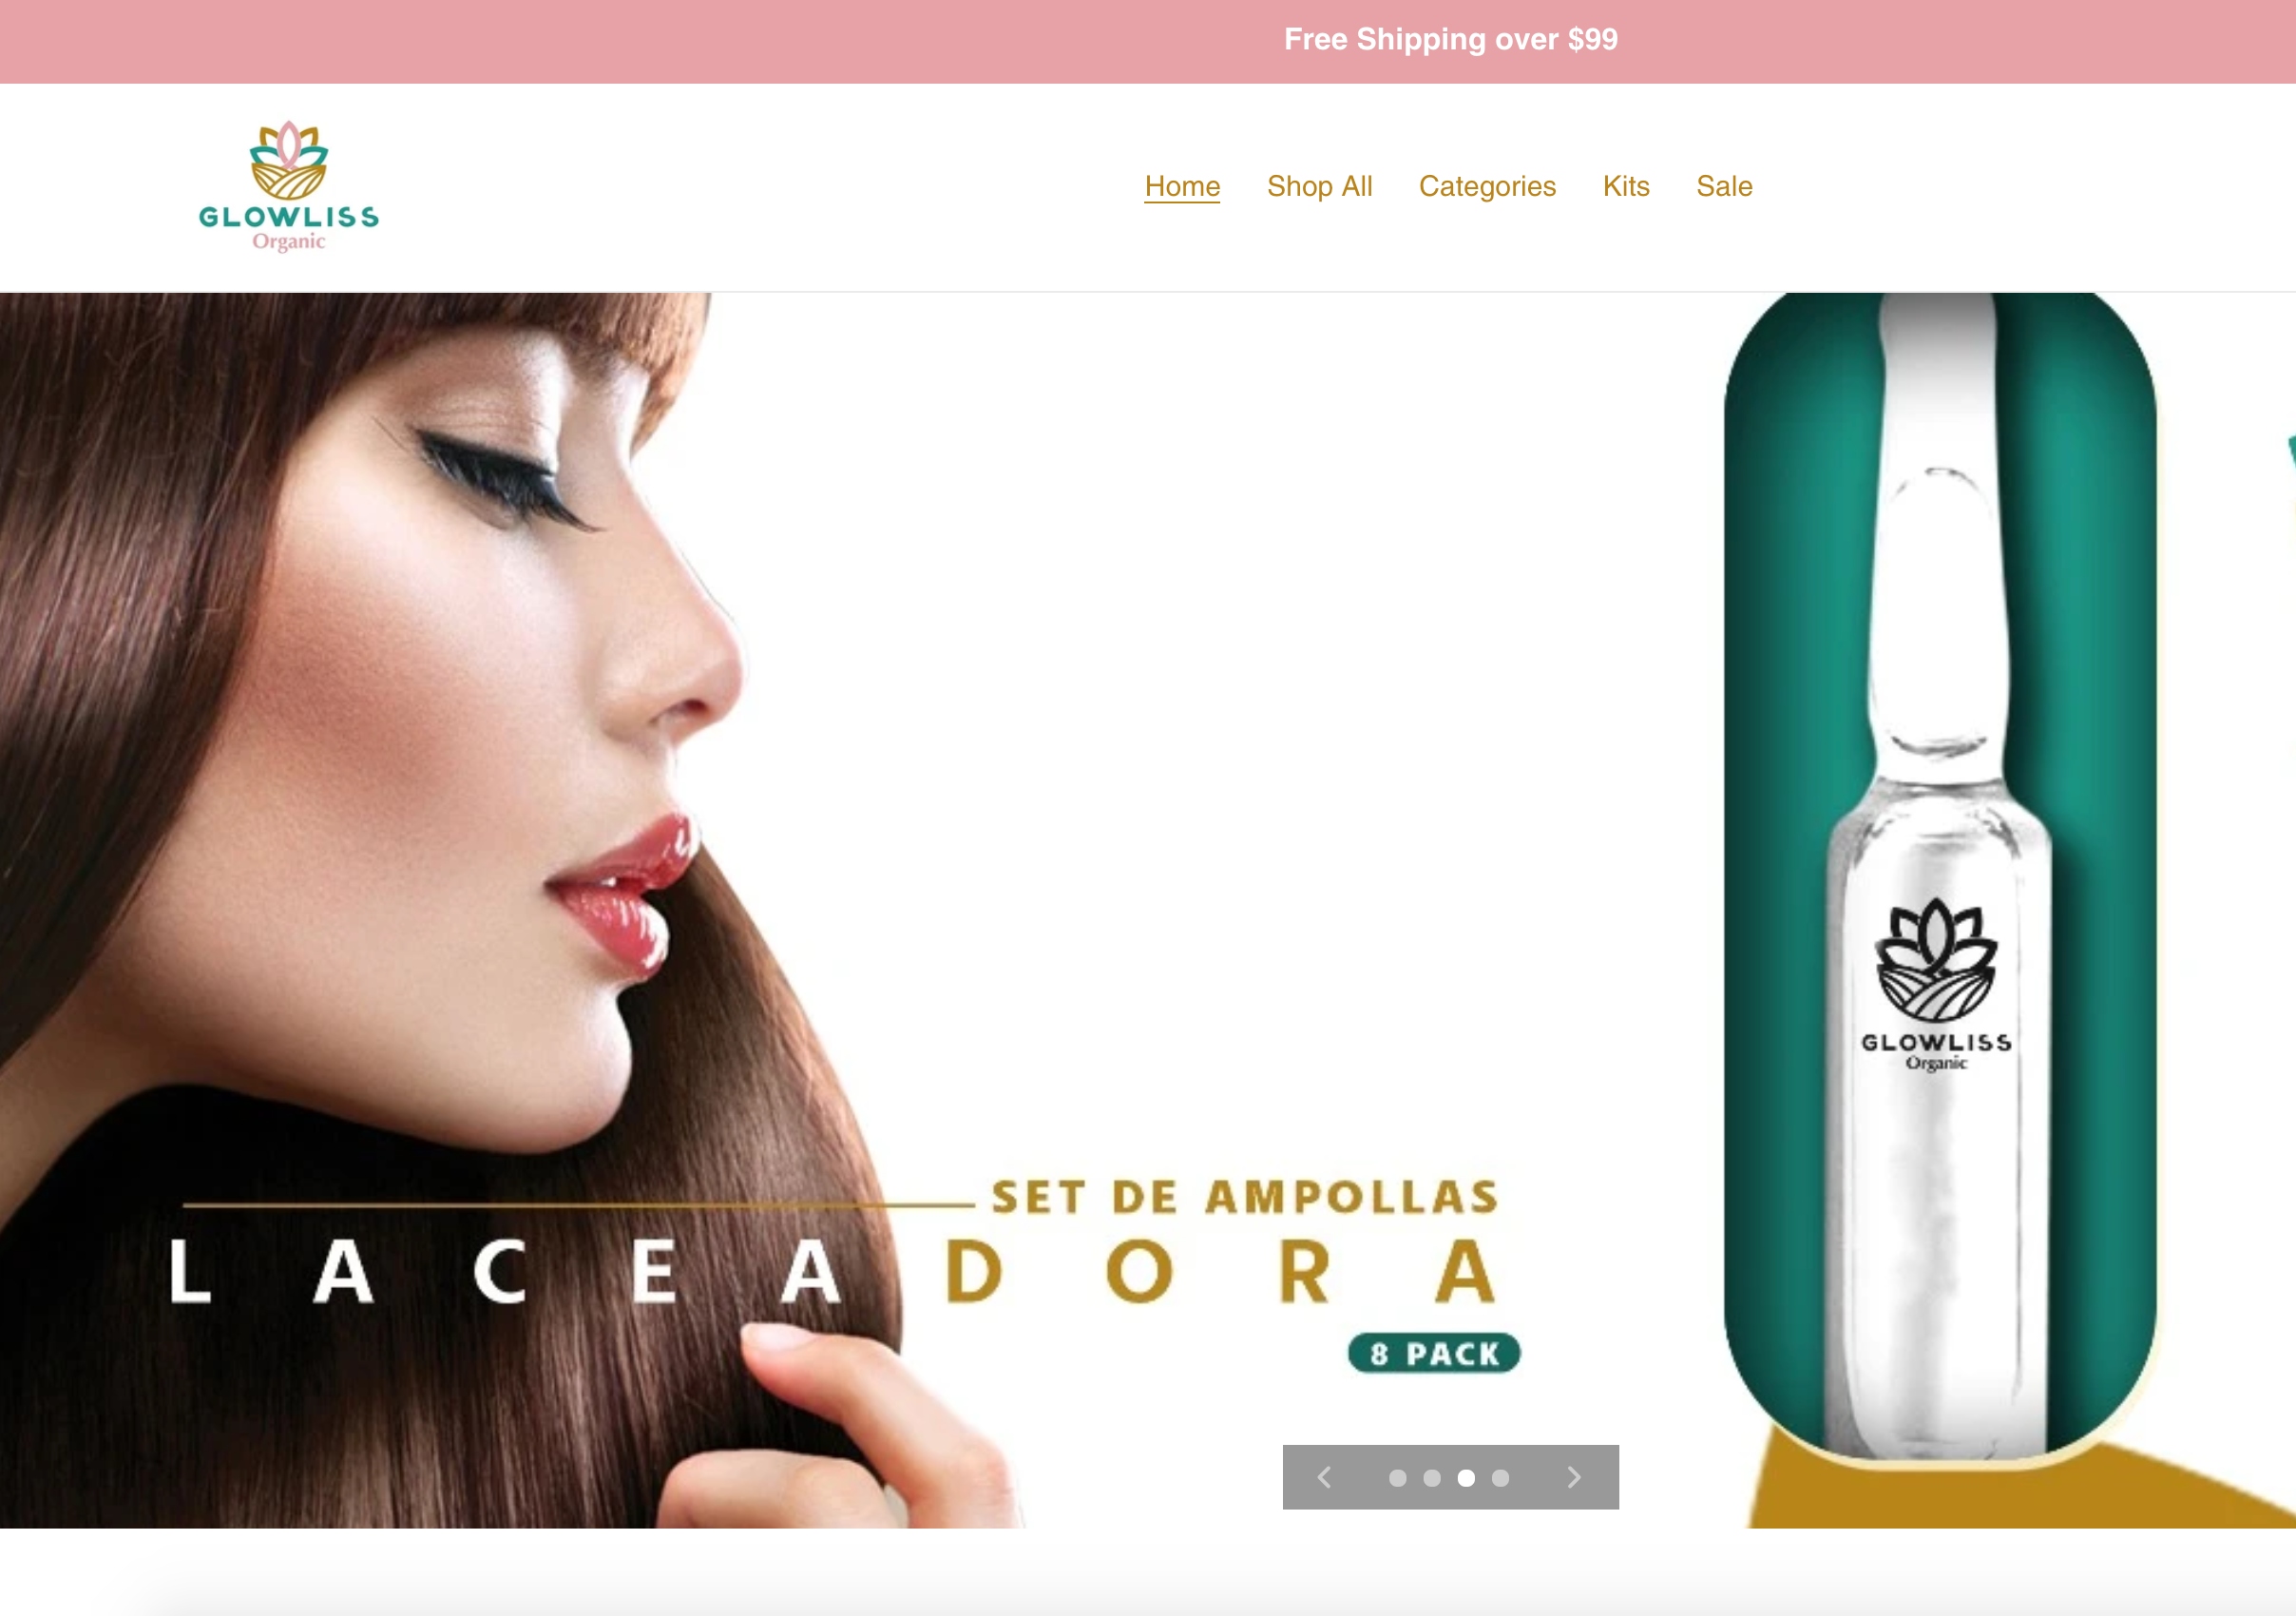 Free Shipping over $99
GLOWLISS
Organic
Home Shop All Categories Kits Sale
SET DE AMPOLLAS
LACEADORA
8 PACK
GLOWLISS
Organic